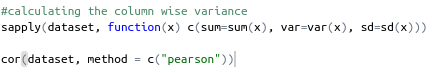 #calculating the column wise variance
sapply(dataset, function(x) c(sum=sum(x), var=var(x), sd=sd(x)))
cor(dataset, method = c("pearson"))